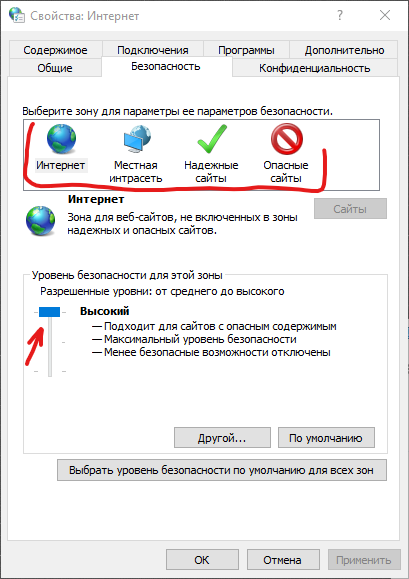 Свойства: Интернет
?
Содержимое Подключения Программы Дополнительно
Общие Безопасность Конфиденциальность
Выберите зону для параметры ее параметров безопасности.
Интернет Местная интрасеть Надежные сайты Опасные сайты
Интернет
Зона для веб-сайтов, не включенных в зоны
надежных и опасных сайтов.
Сайты
Уровень безопасности для этой зоны
Разрешенные уровни: от среднего до высокого
Высокий
— Подходит для сайтов с опасным содержимым
— Максимальный уровень безопасности
— Менее безопасные возможности отключены
Другой... По умолчанию
Выбрать уровень безопасности по умолчанию для всех зон
ОК Отмена Применить